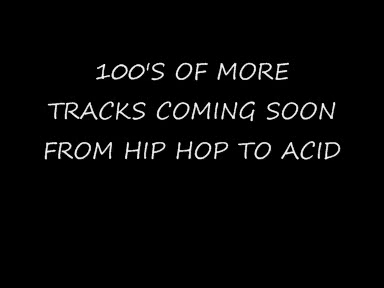 100'S OF MORE
TRACKS COMING SOON
FROM HIP HOP TO ACID